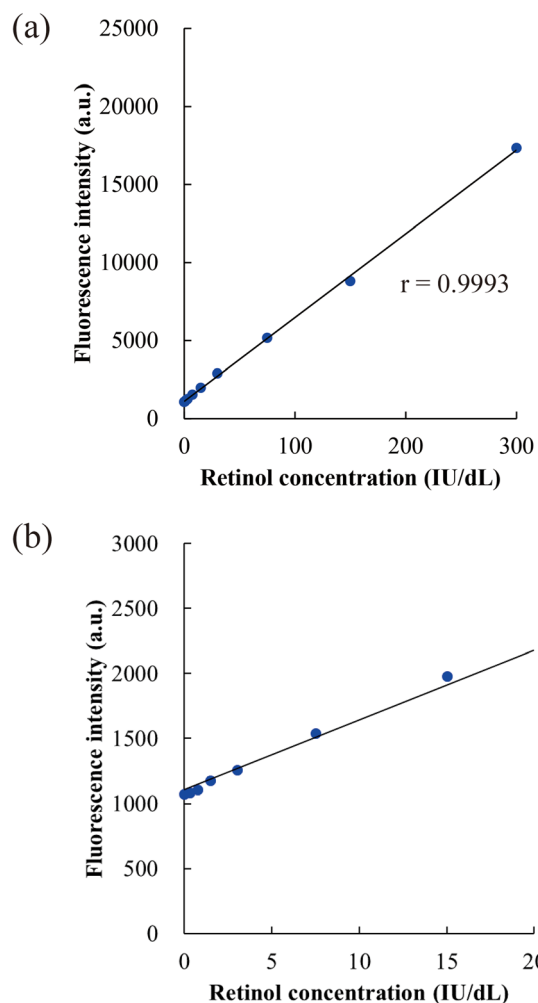 (a)
Fluorescence intensity (a.u.)
25000
20000
15000
10000
5000
0
r = 0.9993
0 100 200 300
Retinol concentration (IU/dL)
(b)
Fluorescence intensity (a.u.)
3000
2500
2000
1500
1000
500
0
0 5 10 15 20
Retinol concentration (IU/dL)